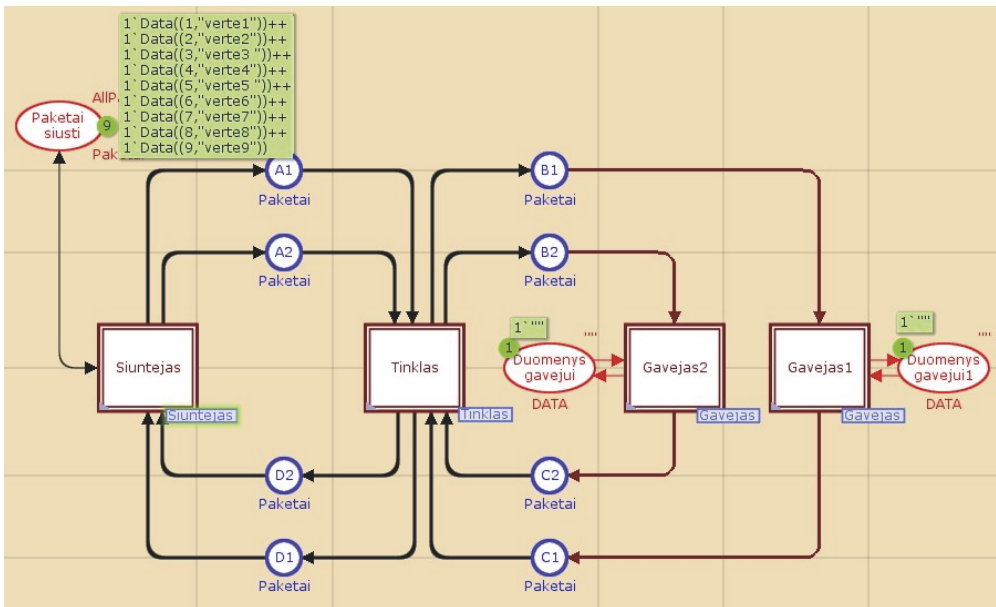 1`Data((1,"verte1"))++
1`Data((2,"verte2"))++
1`Data((3,"verte3 "))++
1`Data((4,"verte4"))++
1`Data((5,"verte5 "))++
1`Data((6,"verte6"))++
1`Data((7,"verte7"))++
1`Data((8,"verte8"))++
1`Data((9,"verte9"))
AllP
Paketai
siusti
9
Paketai
A1
Paketai
B1
Paketai
A2
Paketai
B2
Paketai
1`""
""
1
Duomenys
gavejui
DATA
1`""
""
1
Duomenys
gavejui1
DATA
Siuntejas
Siuntejas
Tinklas
Tinklas
Gavejas2
Gavejas
Gavejas1
Gavejas
D2
Paketai
C2
Paketai
D1
Paketai
C1
Paketai